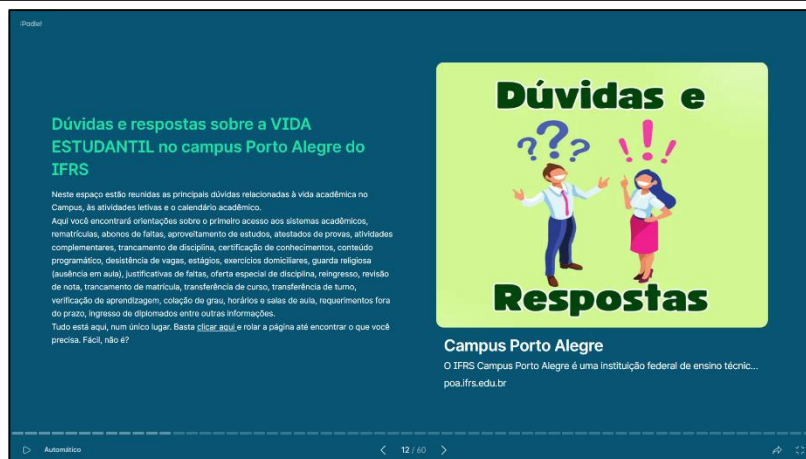 :Padlet
Dúvidas e respostas sobre a VIDA
ESTUDANTIL no campus Porto Alegre do
IFRS
Neste espaço estão reunidas as principais dúvidas relacionadas à vida acadêmica no
Campus, às atividades letivas e o calendário acadêmico.
Aqui você encontrará orientações sobre o primeiro acesso aos sistemas acadêmicos,
rematrículas, abonos de faltas, aproveitamento de estudos, atestados de provas, atividades
complementares, trancamento de disciplina, certificação de conhecimentos, conteúdo
programático, desistência de vagas, estágios, exercícios domiciliares, guarda religiosa
(ausência em aula), justificativas de faltas, oferta especial de disciplina, reingresso, revisão
de nota, trancamento de matrícula, transferência de curso, transferência de turno,
verificação de aprendizagem, colação de grau, horários e salas de aula, requerimentos fora
do prazo, ingresso de diplomados entre outras informações.
Tudo está aqui, num único lugar. Basta clicar aqui e rolar a página até encontrar o que você
precisa. Fácil, não é?
Dúvidas e
???
!!!
Respostas
Campus Porto Alegre
O IFRS Campus Porto Alegre é uma instituição federal de ensino técnic...
poa.ifrs.edu.br
Automático
12 / 60